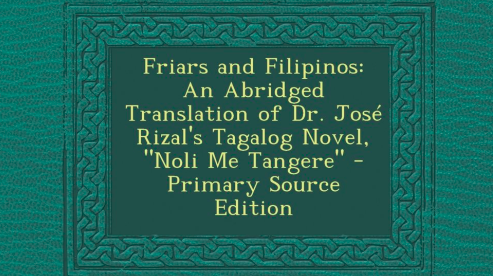 Friars and Filipinos:
An Abridged
Translation of Dr. José
Rizal's Tagalog Novel,
"Noli Me Tangere" -
Primary Source
Edition